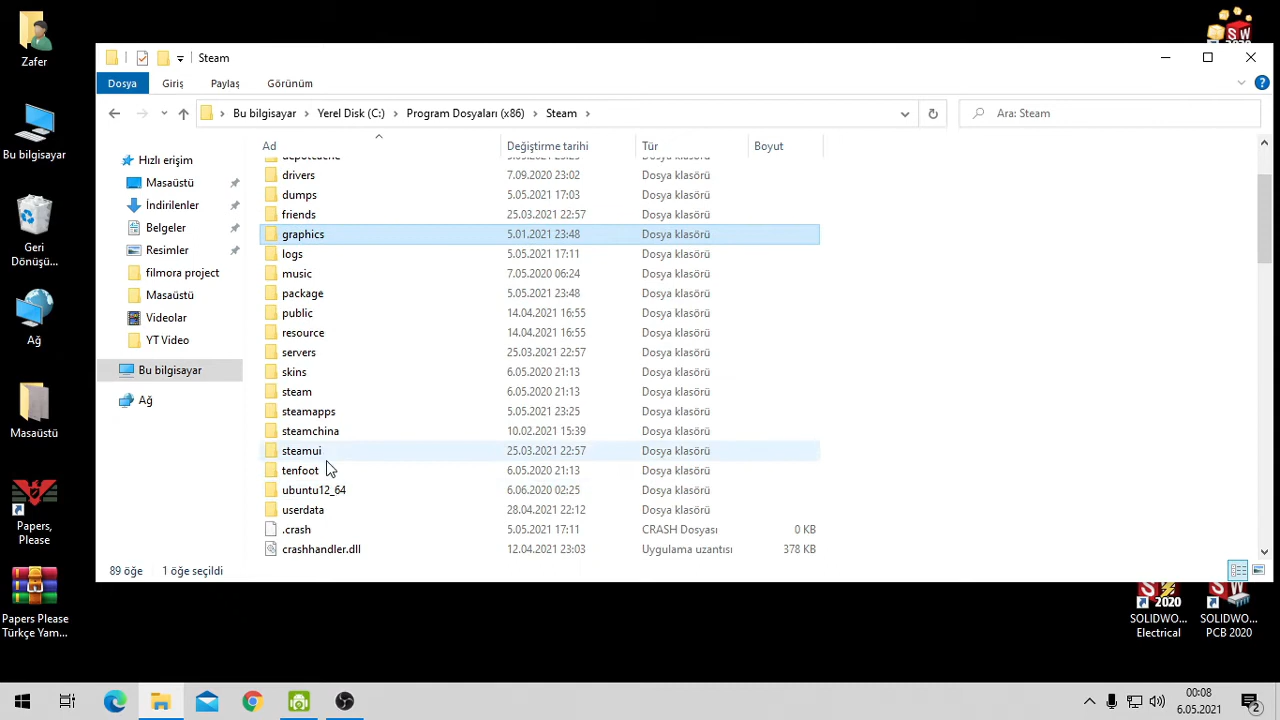 Zafer
Bu bilgisayar
Geri
Dönüşü...
Ağ
Masaüstü
Papers,
Please
Papers Please
Türkçe Yam...
Steam
Dosya
Giriş
Paylaş
Görünüm
Bu bilgisayar
Yerel Disk (C:)
Program Dosyaları (x86)
Steam
Ara: Steam
Hızlı erişim
Masaüstü
İndirilenler
Belgeler
Resimler
filmora project
Masaüstü
Videolar
YT Video
Bu bilgisayar
Ağ
Ad Değiştirme tarihi Tür Boyut
depotcache Dosya klasörü
drivers 7.09.2020 23:02 Dosya klasörü
dumps 5.05.2021 17:03 Dosya klasörü
friends 25.03.2021 22:57 Dosya klasörü
graphics 5.01.2021 23:48 Dosya klasörü
logs 5.05.2021 17:11 Dosya klasörü
music 7.05.2020 06:24 Dosya klasörü
package 5.05.2021 23:48 Dosya klasörü
public 14.04.2021 16:55 Dosya klasörü
resource 14.04.2021 16:55 Dosya klasörü
servers 25.03.2021 22:57 Dosya klasörü
skins 6.05.2020 21:13 Dosya klasörü
steam 6.05.2020 21:13 Dosya klasörü
steamapps 5.05.2021 23:25 Dosya klasörü
steamchina 10.02.2021 15:39 Dosya klasörü
steamui 25.03.2021 22:57 Dosya klasörü
tenfoot 6.05.2020 21:13 Dosya klasörü
ubuntu12_64 6.06.2020 02:25 Dosya klasörü
userdata 28.04.2021 22:12 Dosya klasörü
.crash 5.05.2021 17:11 CRASH Dosyası 0 KB
crashhandler.dll 12.04.2021 23:03 Uygulama uzantısı 378 KB
89 öğe 1 öğe seçildi
SW
S 2020
SOLIDWO...
Electrical
SOLIDWO...
PCB 2020
00:08
6.05.2021
2